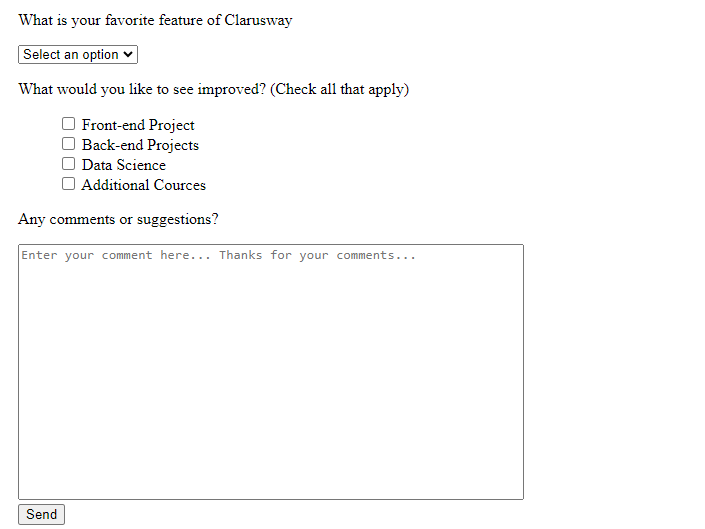 What is your favorite feature of Clarusway
Select an option
What would you like to see improved? (Check all that apply)
Front-end Project
Back-end Projects
Data Science
Additional Cources
Any comments or suggestions?
Enter your comment here... Thanks for your comments...
Send